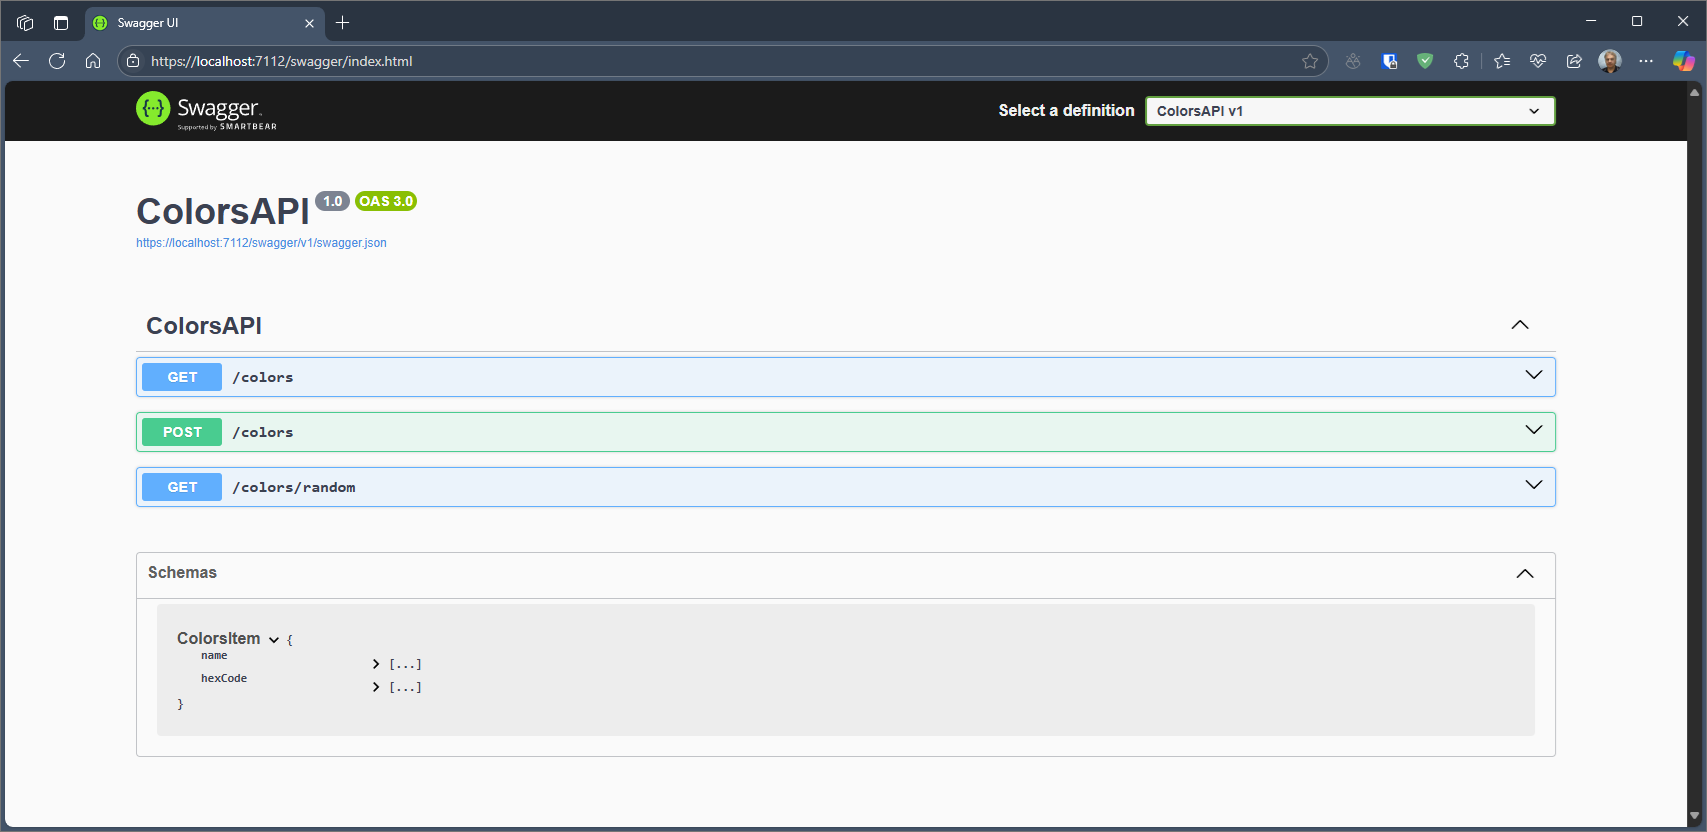 Swagger UI
https://localhost:7112/swagger/index.html
Swagger.
Supported by SMARTBEAR
Select a definition
ColorsAPI v1
ColorsAPI 1.0 OAS 3.0
https://localhost:7112/swagger/v1/swagger.json
ColorsAPI
GET /colors
POST /colors
GET /colors/random
Schemas
ColorsItem {
name
[...]
hexCode
[...]
}